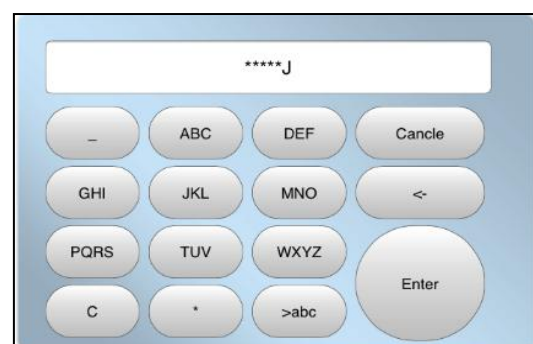 *****J
_ ABC DEF Cancle
GHI JKL MNO <-
PQRS TUV WXYZ
Enter
C * >abc